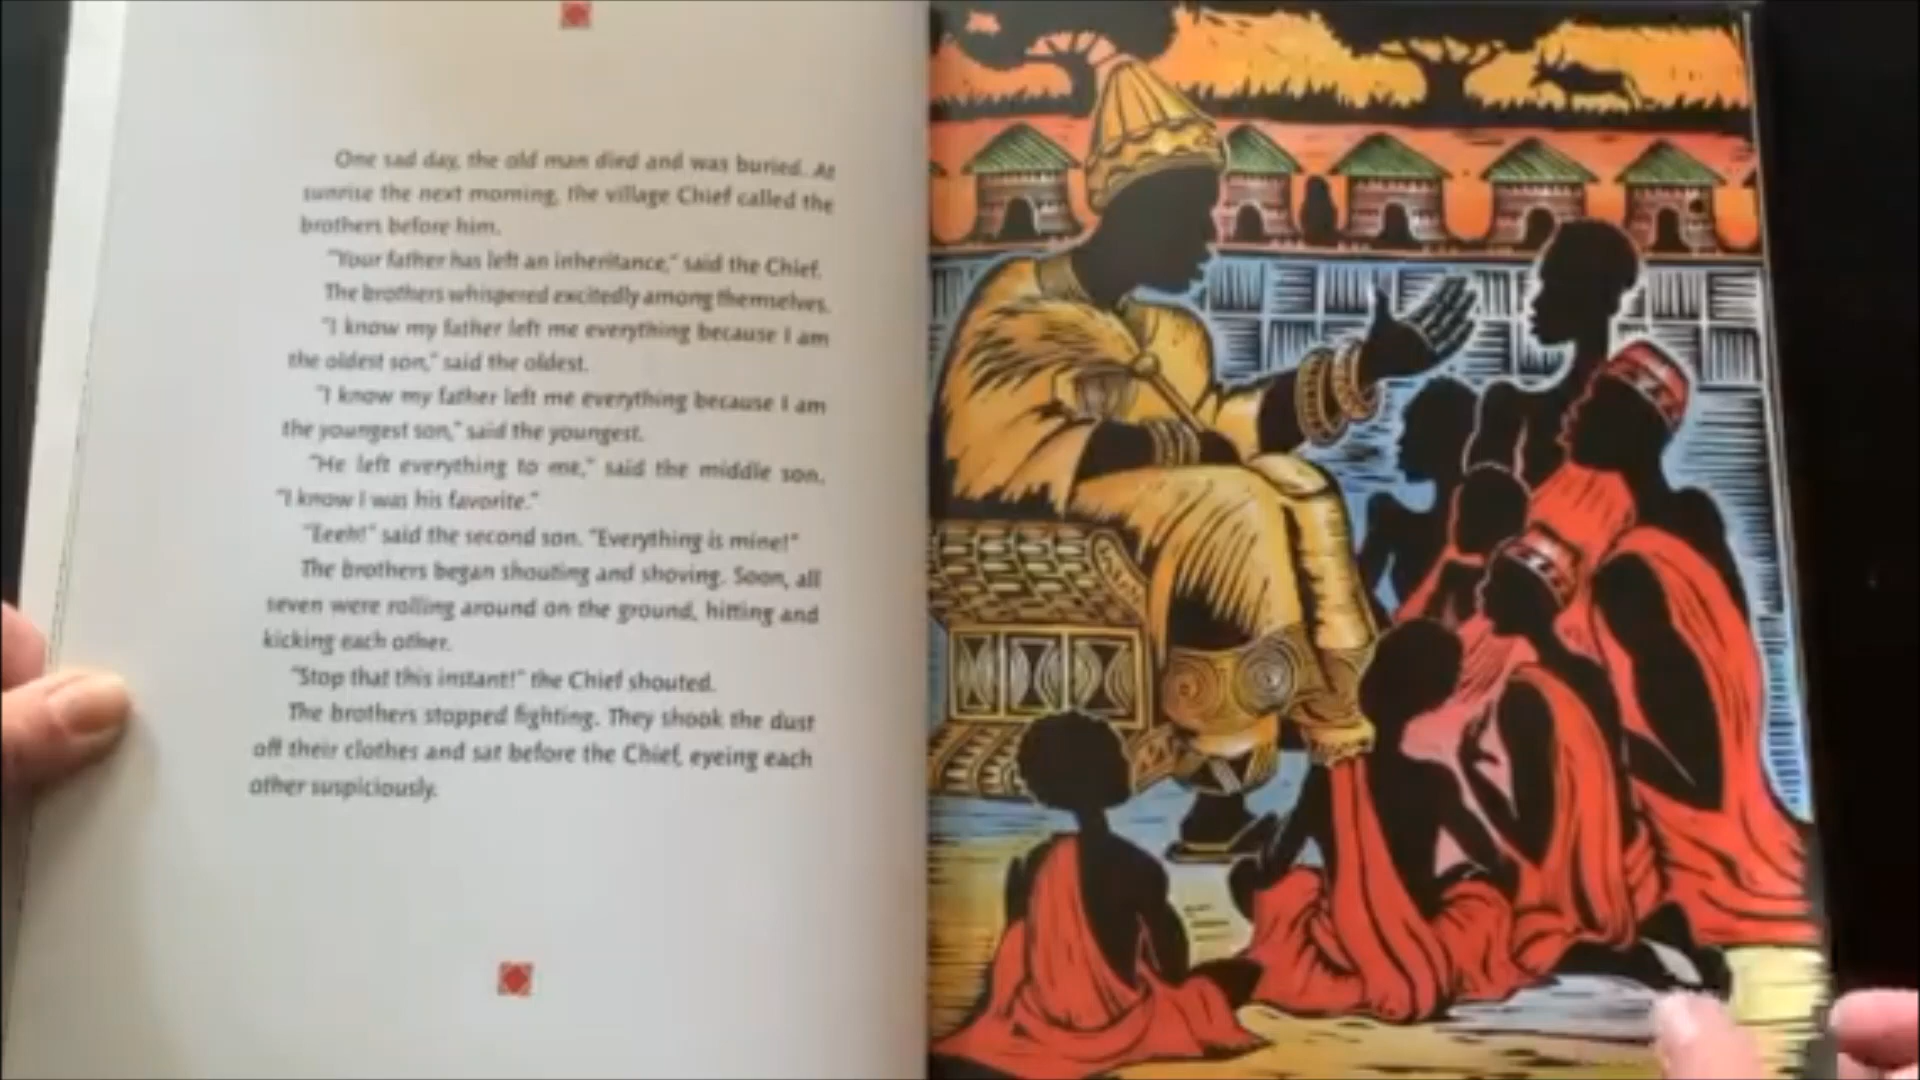 One sad day, the old man died and was buried. At
sunrise the next morning, the village Chief called the
brothers before him.
"Your father has left an inheritance," said the Chief.
The brothers whispered excitedly among themselves.
"I know my father left me everything because I am
the oldest son," said the oldest.
"I know my father left me everything because I am
the youngest son," said the youngest.
"He left everything to me," said the middle son.
"I know I was his favorite."
"Eeeh!" said the second son. "Everything is mine!"
The brothers began shouting and shoving. Soon, all
seven were rolling around on the ground, hitting and
kicking each other.
"Stop that this instant!" the Chief shouted.
The brothers stopped fighting. They shook the dust
off their clothes and sat before the Chief, eyeing each
other suspiciously.